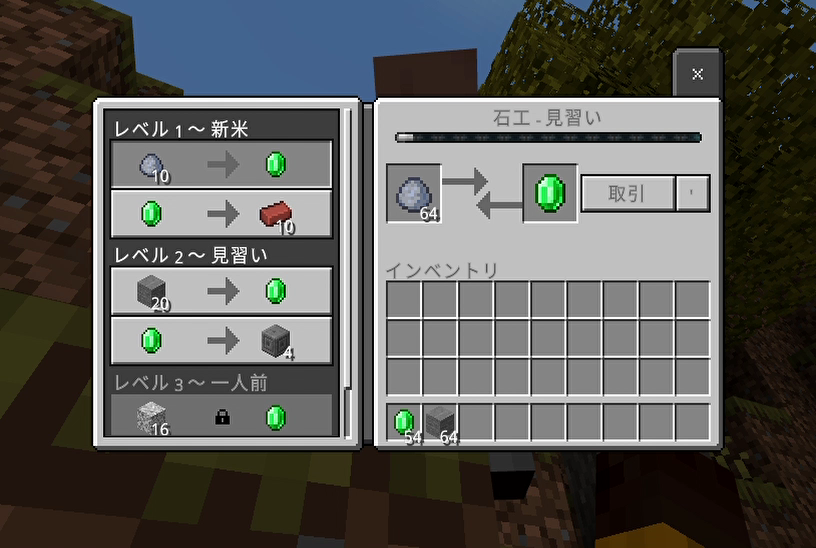 レベル 1 ～ 新米
10
10
レベル 2 ～ 見習い
20
4
レベル 3 ～ 一人前
16
石工 - 見習い
64
取引
インベントリ
54 64